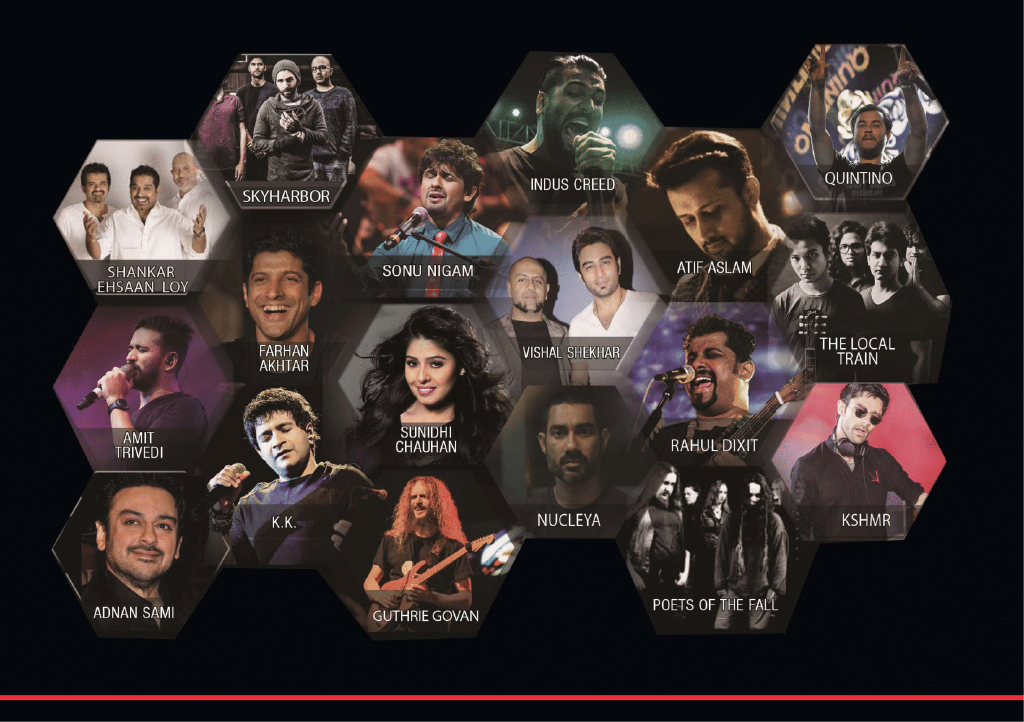 SKYHARBOR
INDUS CREED
QUINTINO
SHANKAR
EHSAAN LOY
SONU NIGAM
ATIF ASLAM
FARHAN
AKHTAR
VISHAL SHEKHAR
THE LOCAL
TRAIN
AMIT
TRIVEDI
SUNIDHI
CHAUHAN
RAHUL DIXIT
K.K.
NUCLEYA
KSHMR
ADNAN SAMI
GUTHRIE GOVAN
POETS OF THE FALL